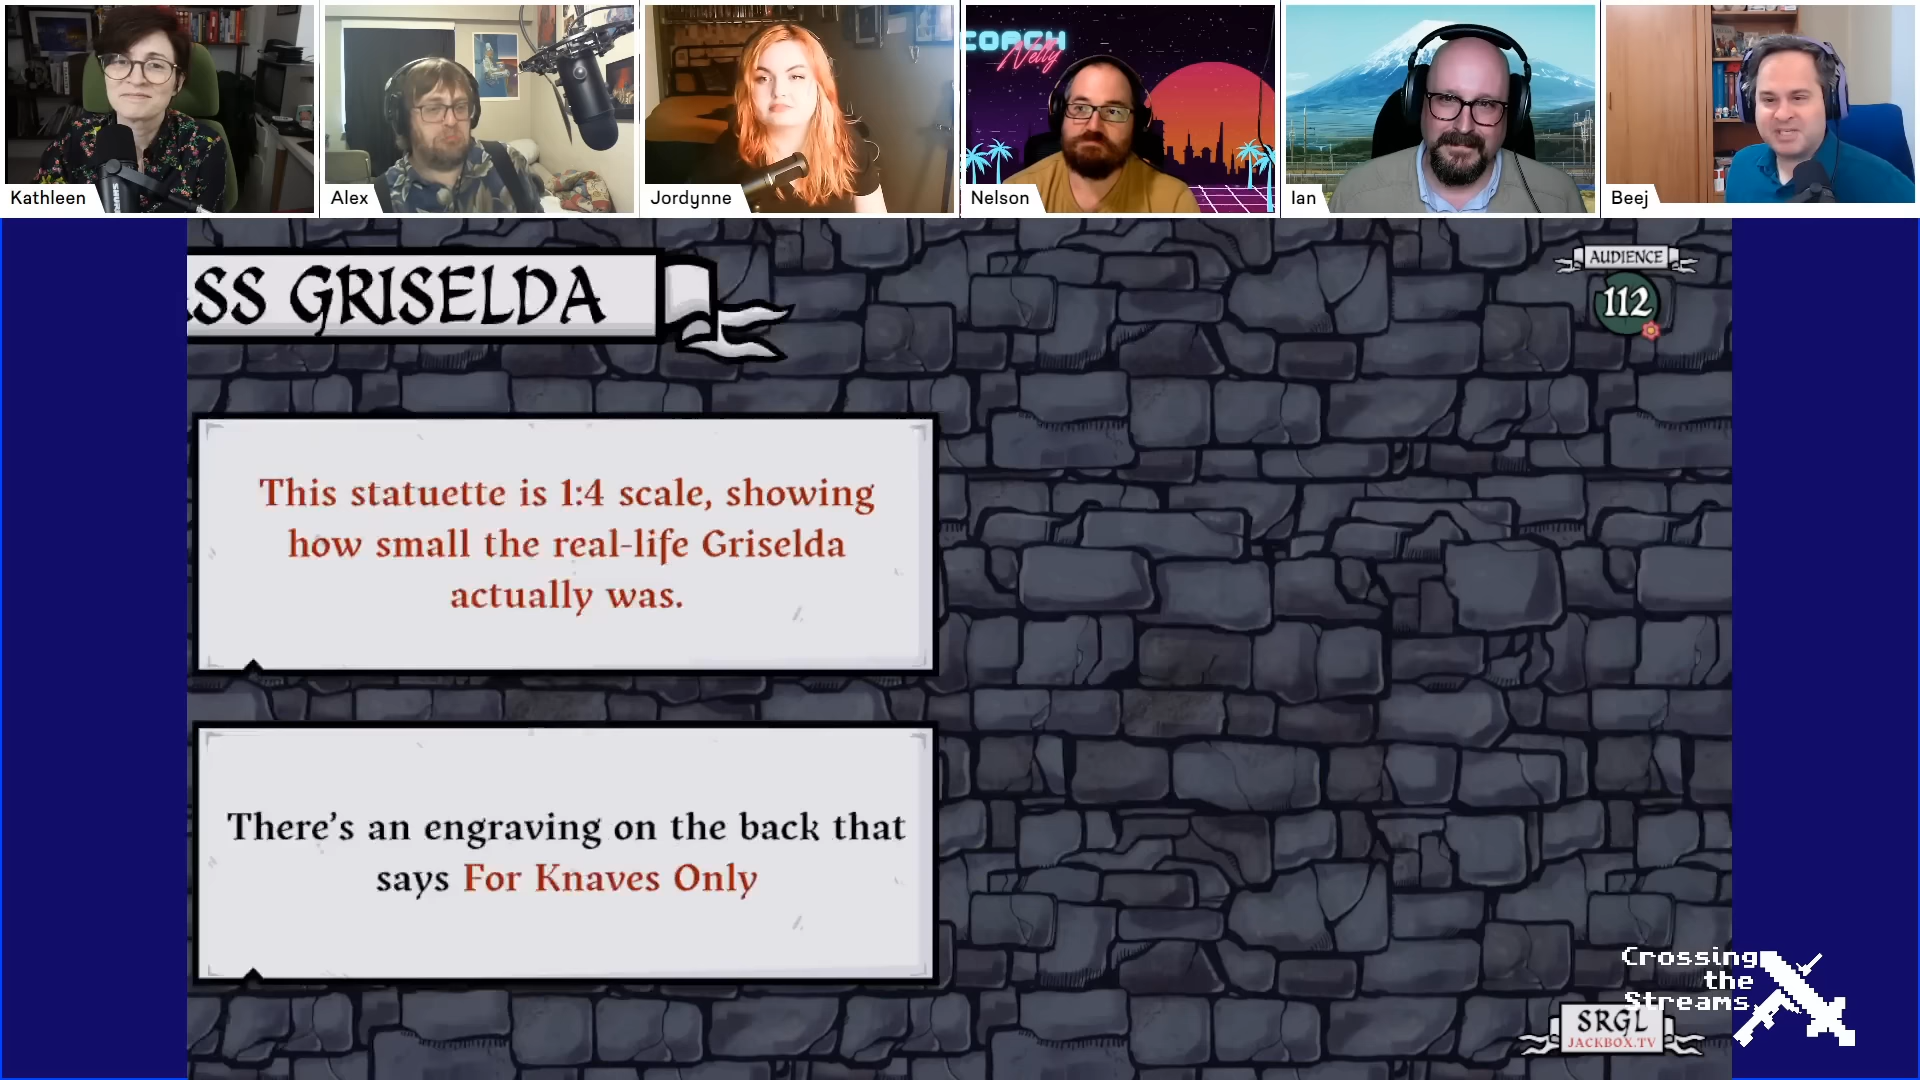 COACH
Nelly
Kathleen
Alex
Jordynne
Nelson
Ian
Beej
SHURE
ASS GRISELDA
AUDIENCE
112
This statuette is 1:4 scale, showing
how small the real-life Griselda
actually was.
There's an engraving on the back that
says For Knaves Only
Crossing
the
Streams
SRGL
JACKBOX.TV